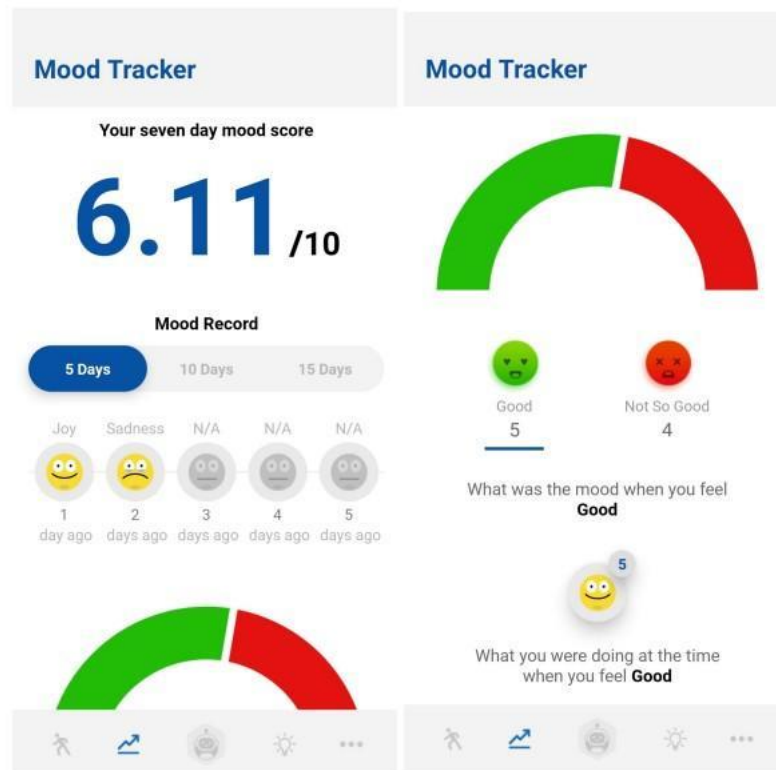 Mood Tracker
Your seven day mood score
6.11/10
Mood Record
5 Days 10 Days 15 Days
Joy Sadness N/A N/A N/A
1 2 3 4 5
day ago days ago days ago days ago days ago
Mood Tracker
Good Not So Good
5 4
What was the mood when you feel
Good
5
What you were doing at the time
when you feel Good